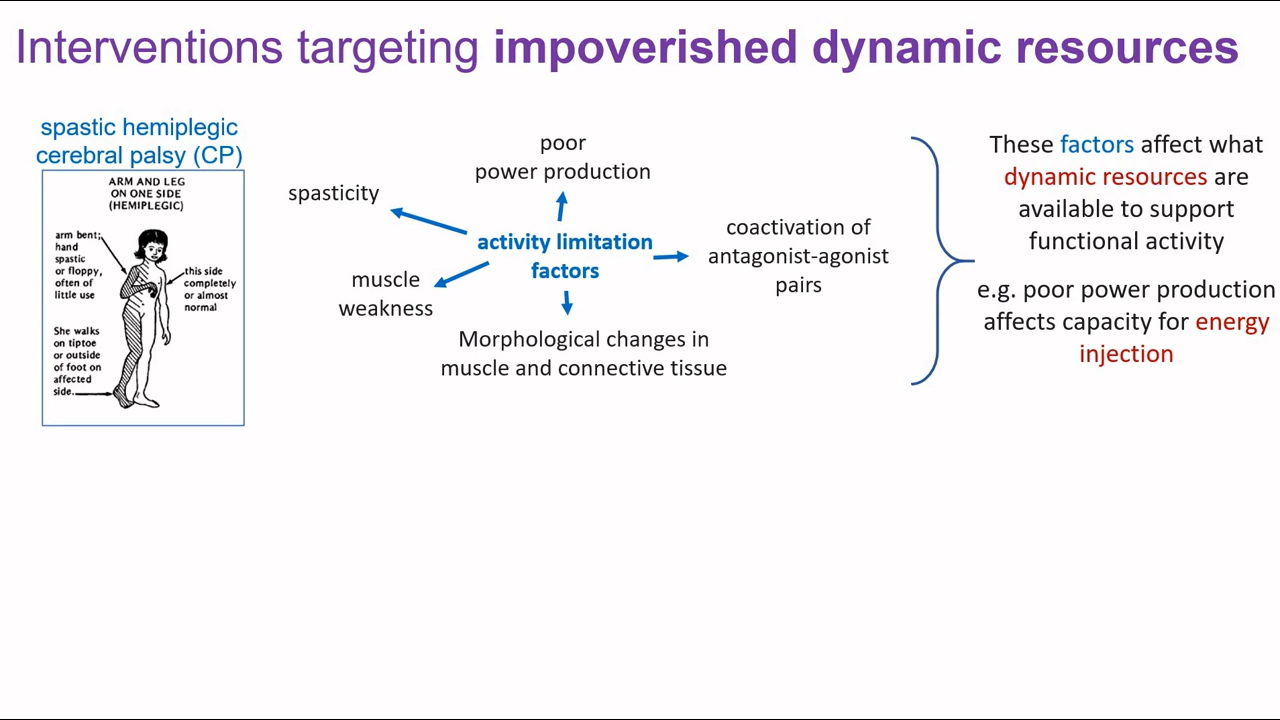 Interventions targeting impoverished dynamic resources
spastic hemiplegic
cerebral palsy (CP)
ARM AND LEG
ON ONE SIDE
(HEMIPLEGIC)
arm bent;
hand
spastic
or floppy,
often of
little use
this side
completely
or almost
normal
She walks
on tiptoe
or outside
of foot on
affected
side.
spasticity
poor
power production
activity limitation
factors
muscle
weakness
coactivation of
antagonist-agonist
pairs
Morphological changes in
muscle and connective tissue
These factors affect what
dynamic resources are
available to support
functional activity
e.g. poor power production
affects capacity for energy
injection